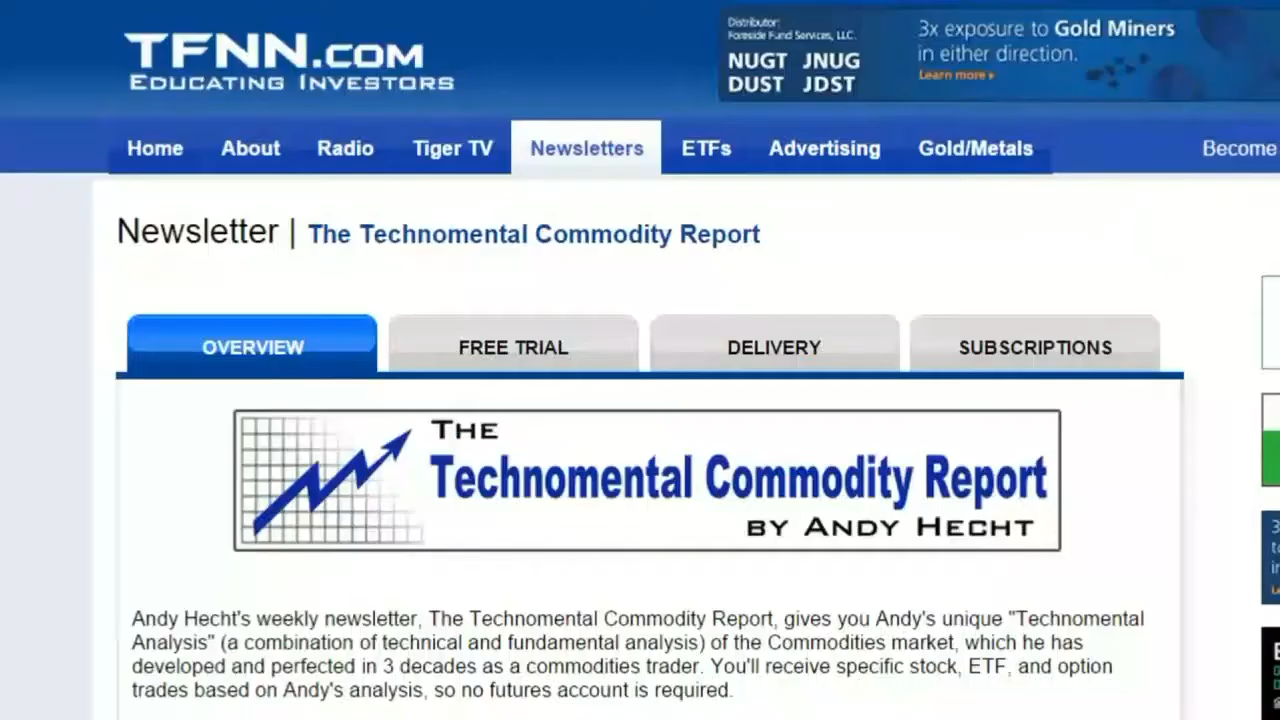 TFNN.COM
EDUCATING INVESTORS
Distributor:
Foreside Fund Services, LLC.
NUGT JNUG
DUST JDST
3x exposure to Gold Miners
in either direction.
Learn more
Home About Radio Tiger TV Newsletters ETFs Advertising Gold/Metals Become
Newsletter | The Technomental Commodity Report
OVERVIEW FREE TRIAL DELIVERY SUBSCRIPTIONS
THE
Technomental Commodity Report
BY ANDY HECHT
Andy Hecht's weekly newsletter, The Technomental Commodity Report, gives you Andy's unique "Technomental
Analysis" (a combination of technical and fundamental analysis) of the Commodities market, which he has
developed and perfected in 3 decades as a commodities trader. You'll receive specific stock, ETF, and option
trades based on Andy's analysis, so no futures account is required.